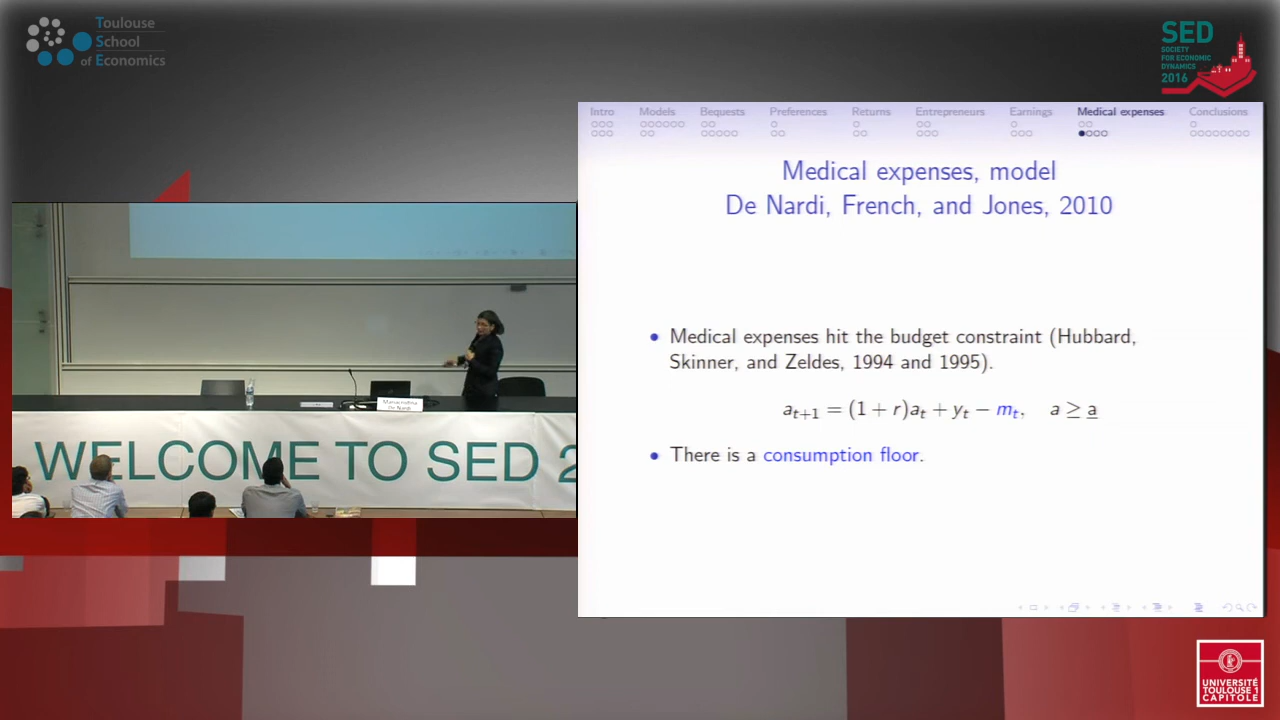 Toulouse
School
of Economics
SED
SOCIETY
FOR ECONOMIC
DYNAMICS
2016
Intro Models Bequests Preferences Returns Entrepreneurs Earnings Medical expenses Conclusions
Medical expenses, model
De Nardi, French, and Jones, 2010
• Medical expenses hit the budget constraint (Hubbard,
Skinner, and Zeldes, 1994 and 1995).
a_{t+1} = (1 + r)a_t + y_t − m_t, a ≥ a̲
• There is a consumption floor.
Mariacristina
De Nardi
WELCOME TO SED 2
UNIVERSITÉ
TOULOUSE 1
CAPITOLE